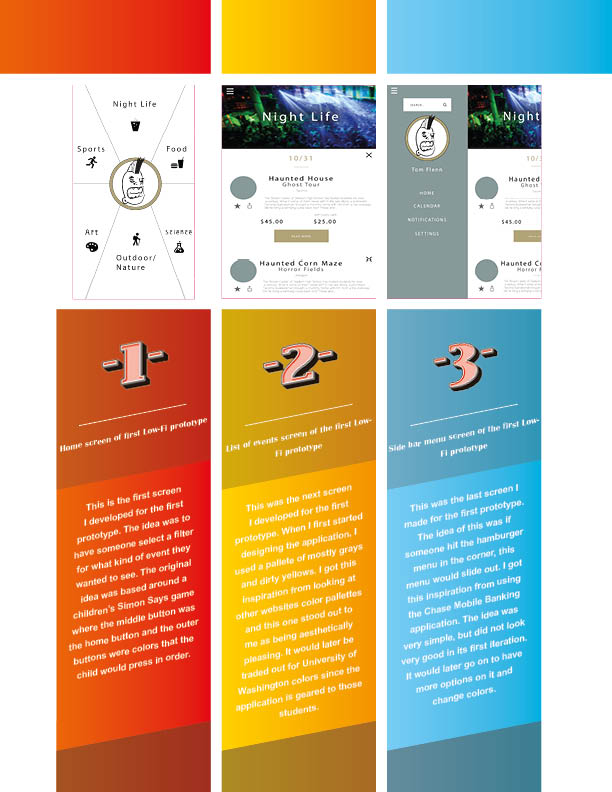 Night Life
Sports
Food
Art
Science
Outdoor/
Nature
Night Life
10/31
Haunted House
Ghost Tour
$45.00
$25.00
READ MORE
Haunted Corn Maze
Horror Fields
Night Li
Tom Flenn
HOME
CALENDAR
NOTIFICATIONS
SETTINGS
10/31
Haunted Hous
Ghost Tour
$45.00
Haunted Corn M
Horror Field
-1-
Home screen of first Low-Fi prototype
This is the first screen
I developed for the first
prototype. The idea was to
have someone select a filter
for what kind of event they
wanted to see. The original
idea was based around a
children's Simon Says game
where the middle button was
the home button and the outer
buttons were colors that the
child would press in order.
-2-
List of events screen of the first Low-
Fi prototype
This was the next screen
I developed for the first
prototype. When I first started
designing the application, I
used a pallete of mostly grays
and dirty yellows. I got this
inspiration from looking at
other websites color pallettes
and this one stood out to
me as being aesthetically
pleasing. It would later be
traded out for University of
Washington colors since the
application is geared to those
students.
-3-
Side bar menu screen of the first Low-
Fi prototype
This was the last screen I
made for the first prototype.
The idea of this was if
someone hit the hamburger
menu in the corner, this
menu would slide out. I got
this inspiration from using
the Chase Mobile Banking
application. The idea was
very simple, but did not look
very good in its first iteration.
It would later go on to have
more options on it and
change colors.